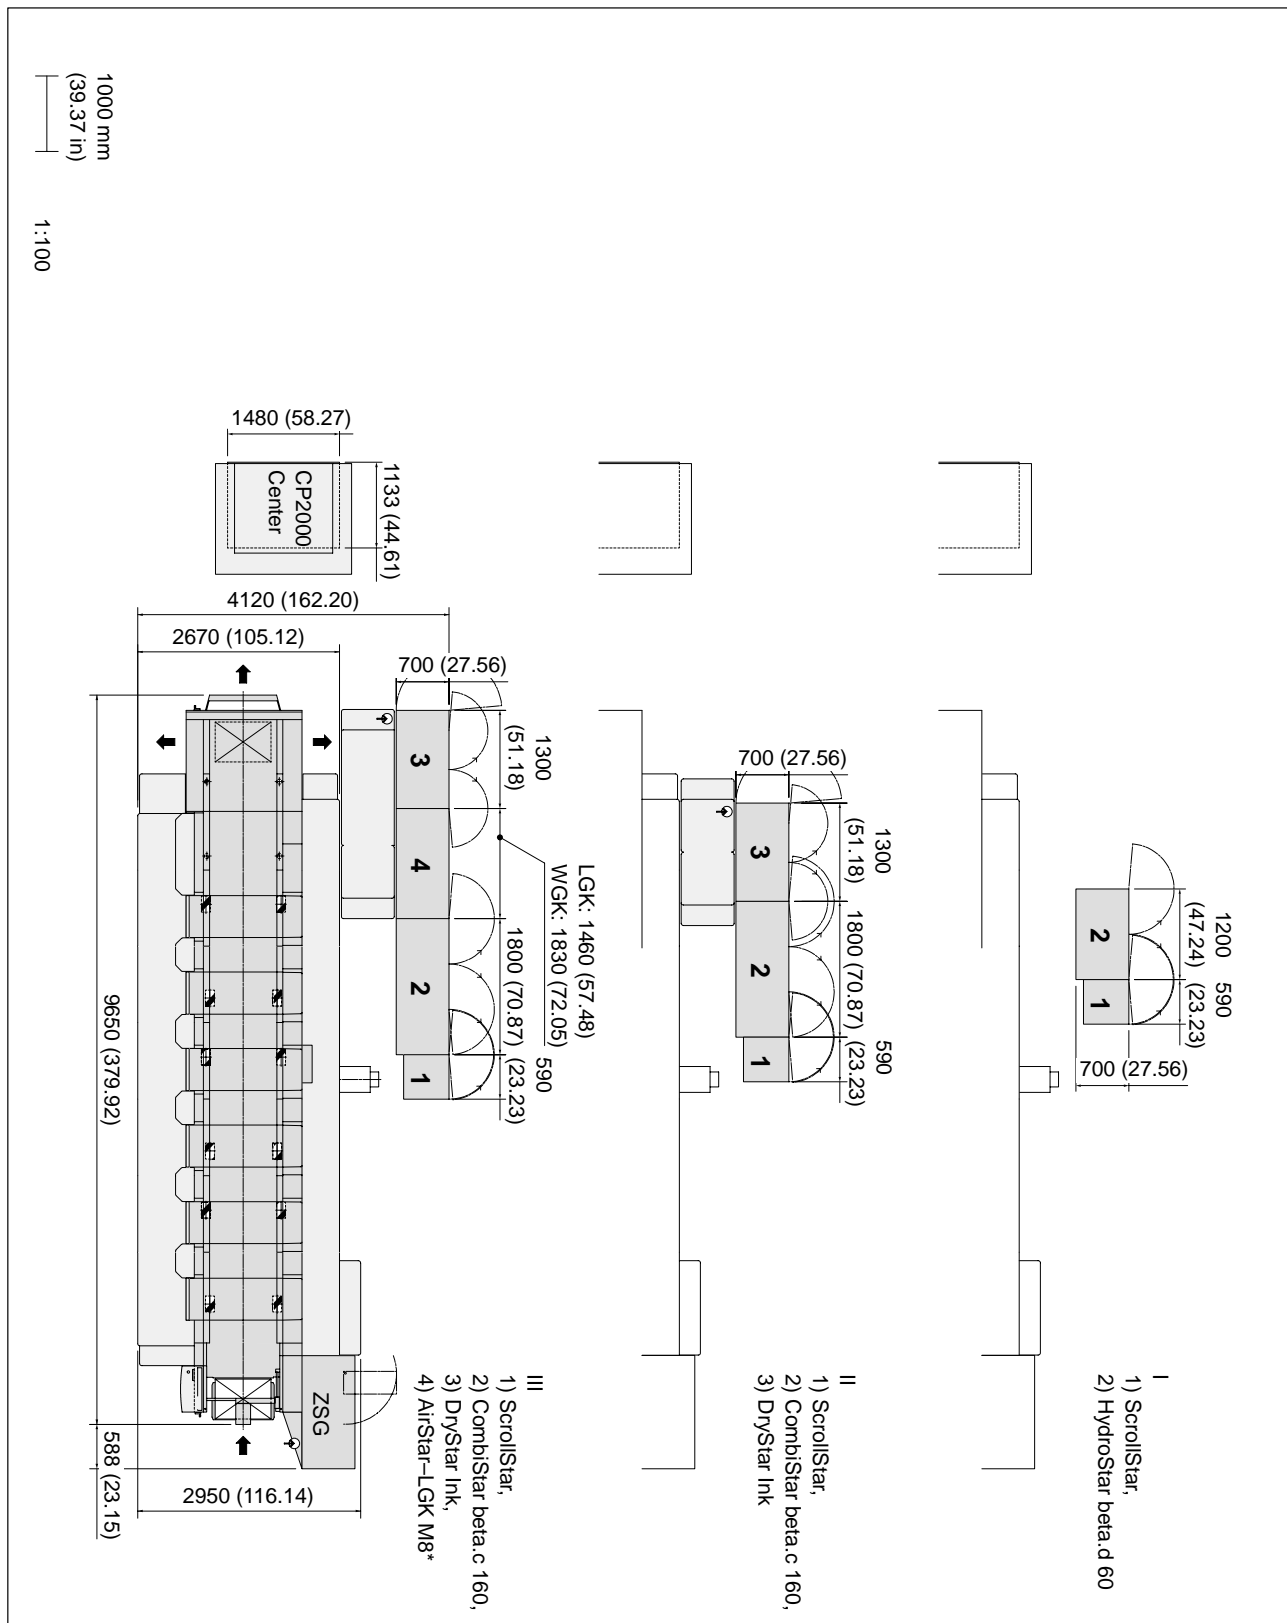 1000 mm
(39.37 in)
1:100
1480 (58.27)
1133 (44.61)
CP2000
Center
4120 (162.20)
2670 (105.12)
700 (27.56)
1300
(51.18)
3
4
2
1
LGK: 1460 (57.48)
WGK: 1830 (72.05)
1800 (70.87)
590
(23.23)
9650 (379.92)
588 (23.15)
2950 (116.14)
ZSG
III
1) ScrollStar,
2) CombiStar beta.c 160,
3) DryStar Ink,
4) AirStar–LGK M8*
700 (27.56)
1300
(51.18)
3
2
1
1800 (70.87)
590
(23.23)
II
1) ScrollStar,
2) CombiStar beta.c 160,
3) DryStar Ink
1200
(47.24)
590
(23.23)
2
1
700 (27.56)
I
1) ScrollStar,
2) HydroStar beta.d 60